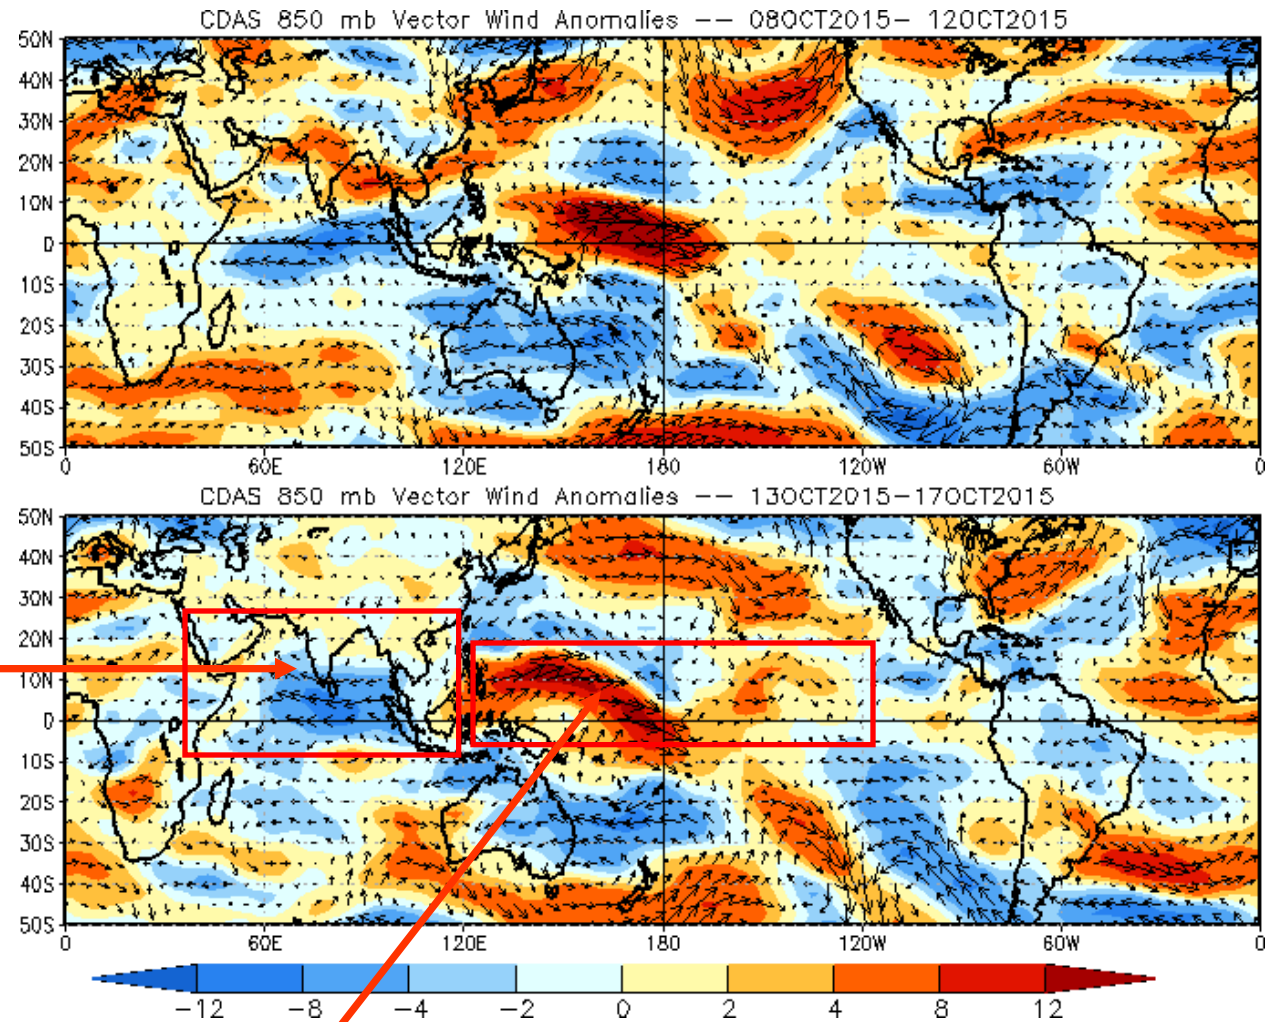 CDAS 850 mb Vector Wind Anomalies -- 08OCT2015- 12OCT2015
50N
40N
30N
20N
10N
0
10S
20S
30S
40S
50S
0 60E 120E 180 120W 60W 0
CDAS 850 mb Vector Wind Anomalies -- 13OCT2015-17OCT2015
50N
40N
30N
20N
10N
0
10S
20S
30S
40S
50S
0 60E 120E 180 120W 60W 0
-12 -8 -4 -2 0 2 4 8 12